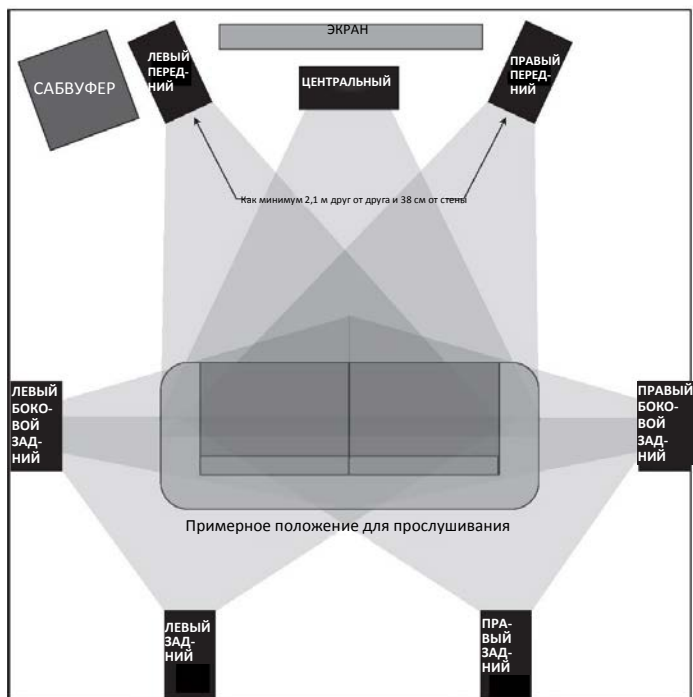 ЭКРАН
ЛЕВЫЙ
ПЕРЕД-
НИЙ
ПРАВЫЙ
ПЕРЕД-
НИЙ
САБВУФЕР
ЦЕНТРАЛЬНЫЙ
Как минимум 2,1 м друг от друга и 38 см от стены
ЛЕВЫЙ
БОКО-
ВОЙ
ЗАД-
НИЙ
ПРАВЫЙ
БОКО-
ВОЙ
ЗАД-
НИЙ
Примерное положение для прослушивания
ЛЕВЫЙ
ЗАД-
НИЙ
ПРА-
ВЫЙ
ЗАД-
НИЙ